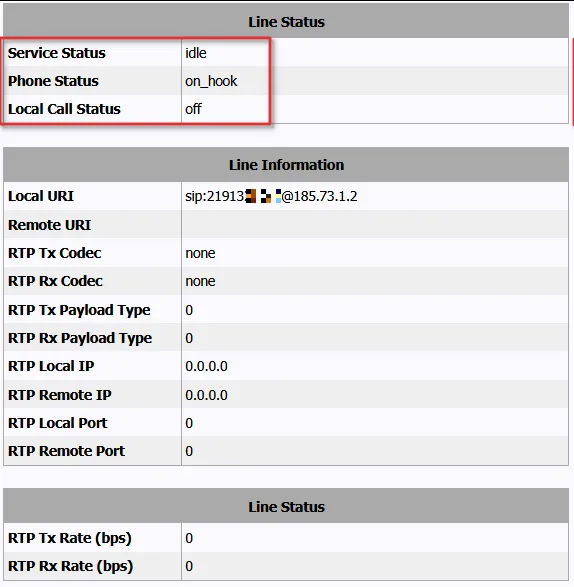 Line Status
Service Status idle
Phone Status on_hook
Local Call Status off
Line Information
Local URI sip:21913 @185.73.1.2
Remote URI
RTP Tx Codec none
RTP Rx Codec none
RTP Tx Payload Type 0
RTP Rx Payload Type 0
RTP Local IP 0.0.0.0
RTP Remote IP 0.0.0.0
RTP Local Port 0
RTP Remote Port 0
Line Status
RTP Tx Rate (bps) 0
RTP Rx Rate (bps) 0